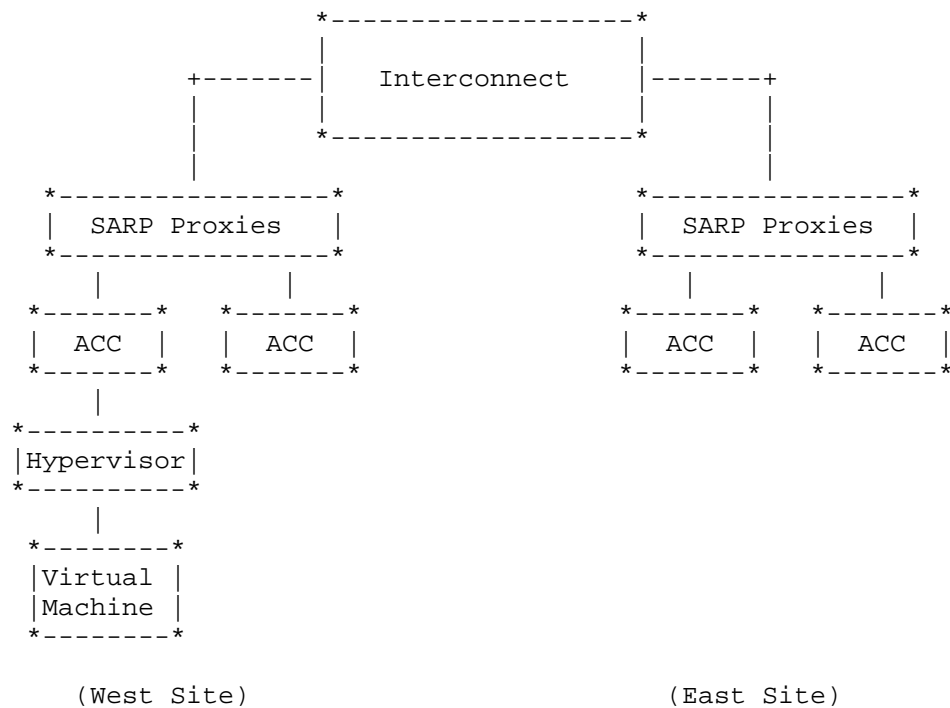 Interconnect
SARP Proxies SARP Proxies
ACC ACC ACC ACC
Hypervisor
Virtual
Machine
(West Site) (East Site)